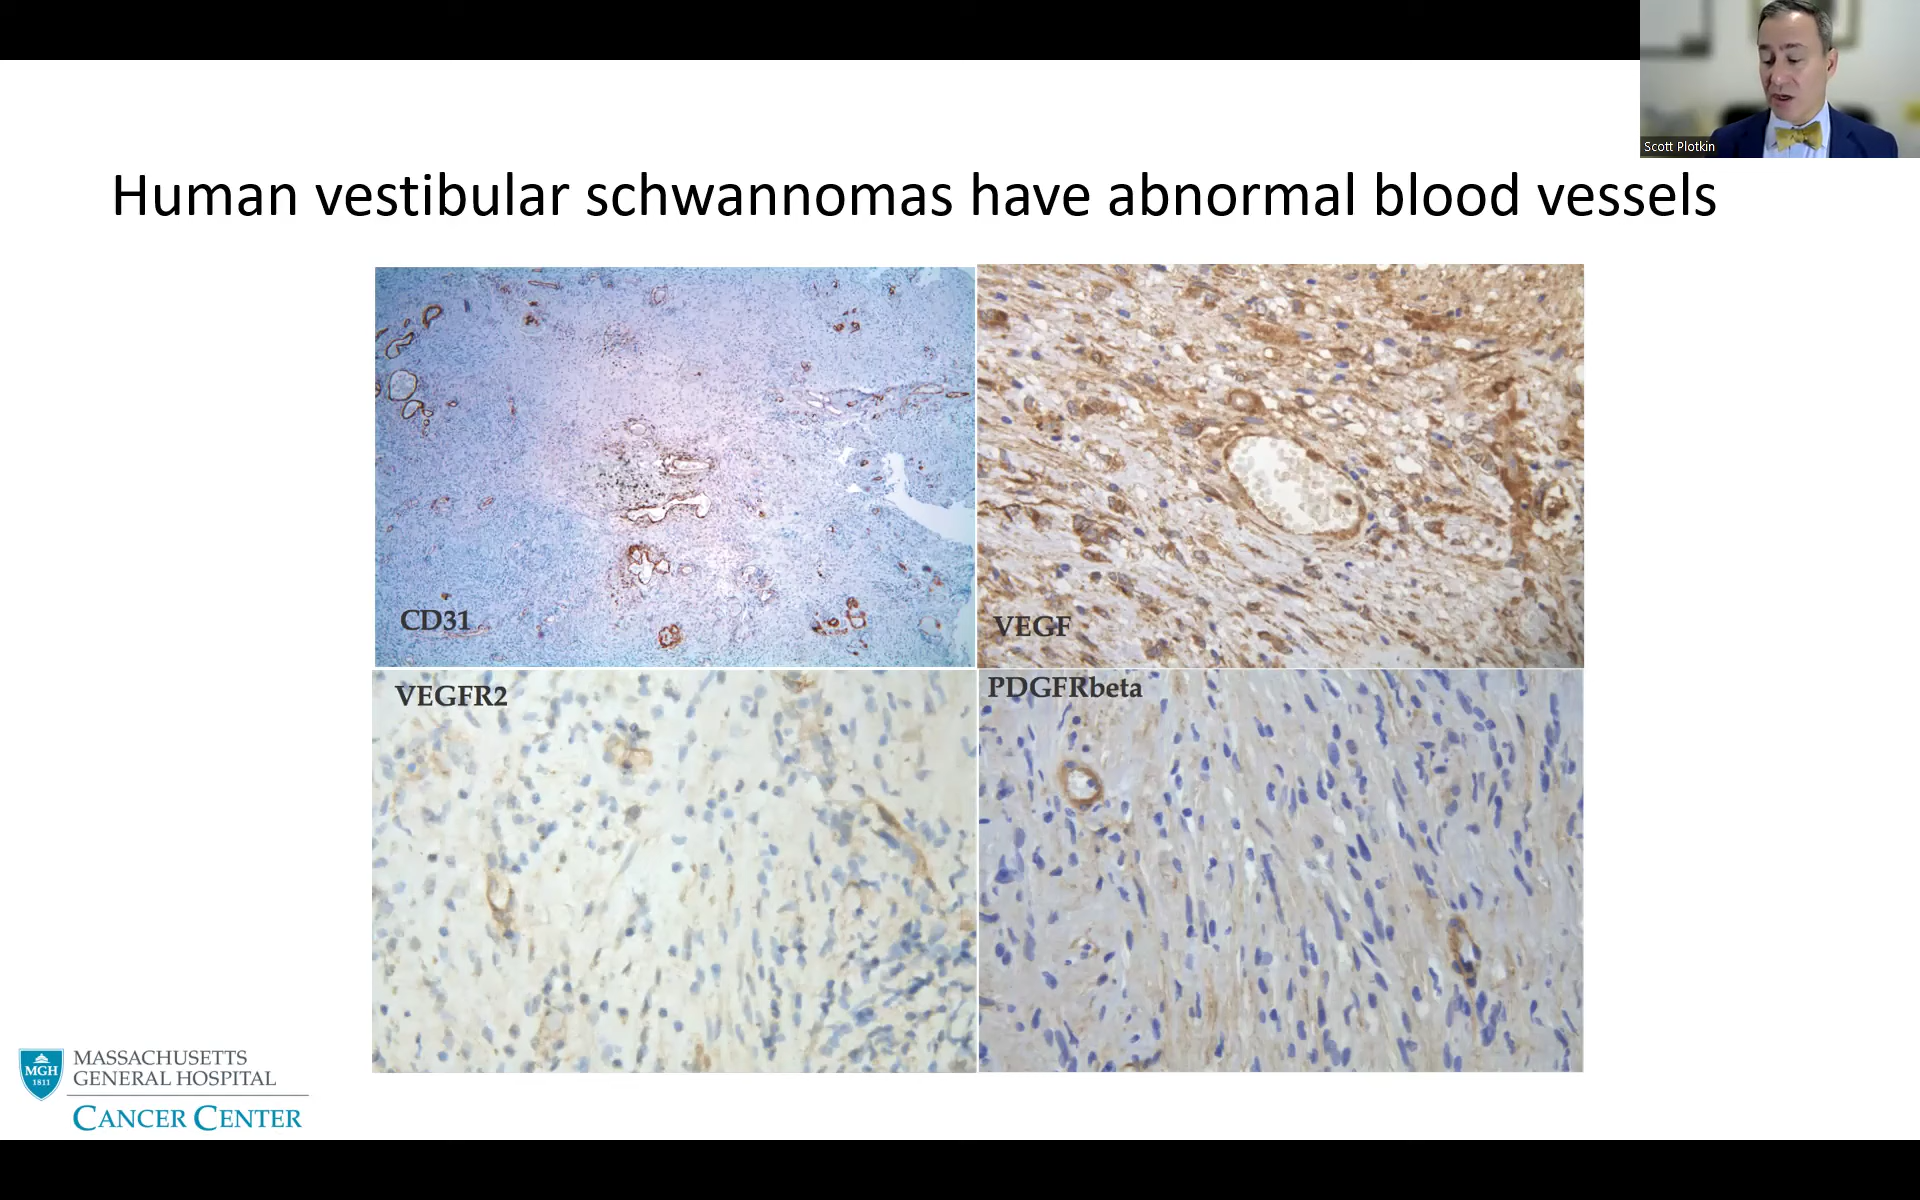 Scott Plotkin
Human vestibular schwannomas have abnormal blood vessels
CD31
VEGF
VEGFR2
PDGFRbeta
MGH
1811
MASSACHUSETTS
GENERAL HOSPITAL
CANCER CENTER